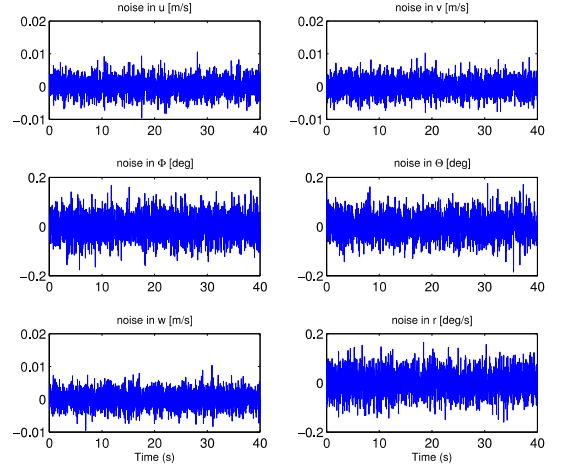 noise in u [m/s]
0.02
0.01
0
−0.01
0 10 20 30 40
noise in v [m/s]
0.02
0.01
0
−0.01
0 10 20 30 40
noise in Φ [deg]
0.2
0
−0.2
0 10 20 30 40
noise in Θ [deg]
0.2
0
−0.2
0 10 20 30 40
noise in w [m/s]
0.02
0.01
0
−0.01
0 10 20 30 40
Time (s)
noise in r [deg/s]
0.2
0
−0.2
0 10 20 30 40
Time (s)